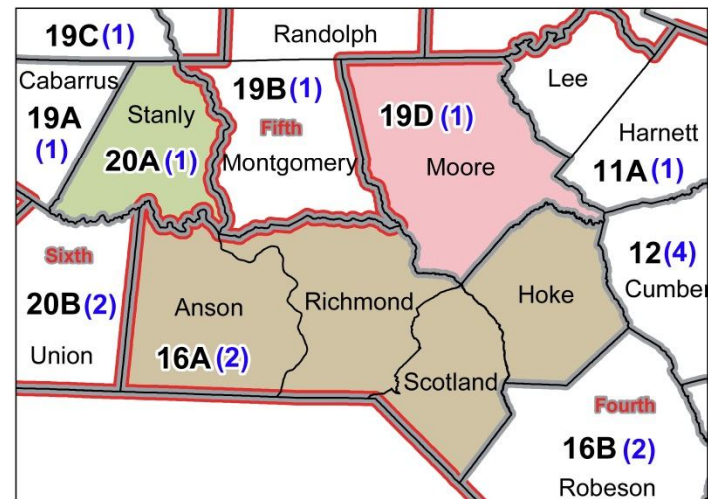 19C (1)
Randolph
Cabarrus
19A
(1)
Stanly
20A (1)
19B (1)
Fifth
Montgomery
19D (1)
Moore
Lee
Harnett
11A (1)
Sixth
20B (2)
Union
Anson
16A (2)
Richmond
Scotland
Hoke
12 (4)
Cumber
Fourth
16B (2)
Robeson